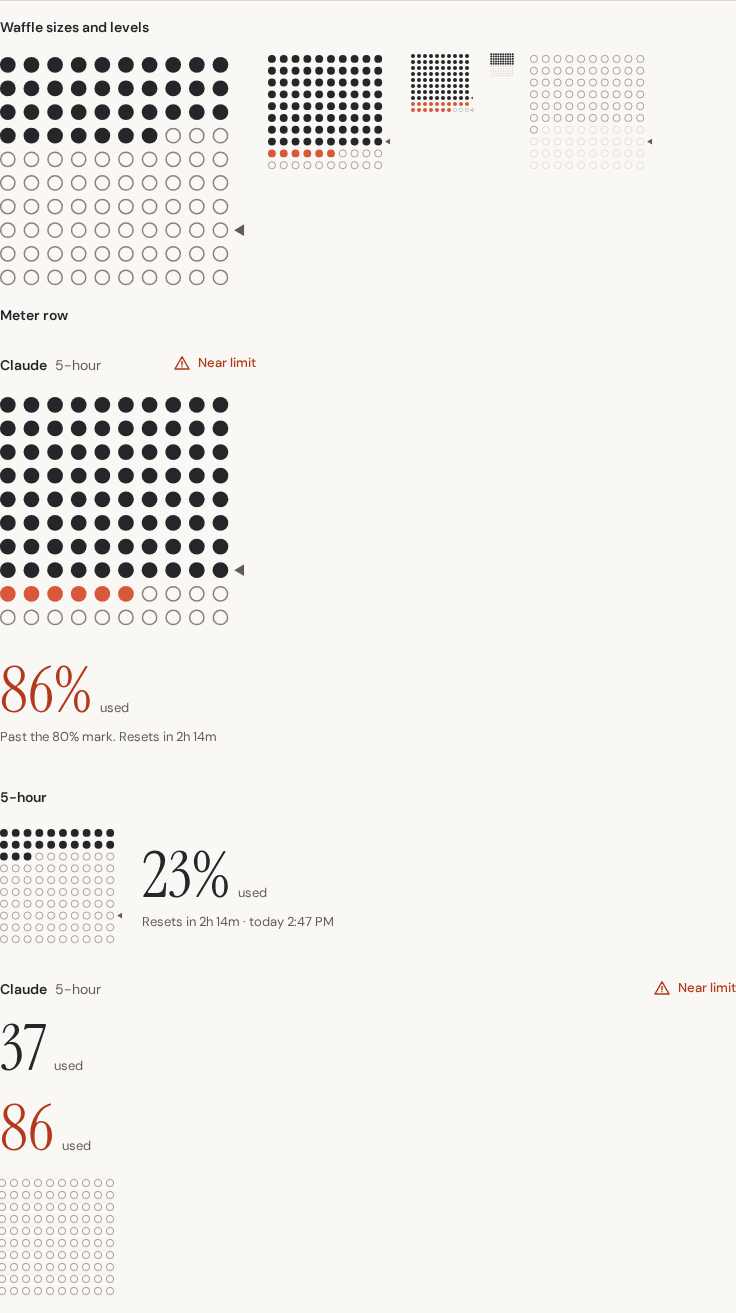 Waffle sizes and levels
Meter row
Claude 5-hour
Near limit
86% used
Past the 80% mark. Resets in 2h 14m
5-hour
23% used
Resets in 2h 14m · today 2:47 PM
Claude 5-hour
Near limit
37 used
86 used